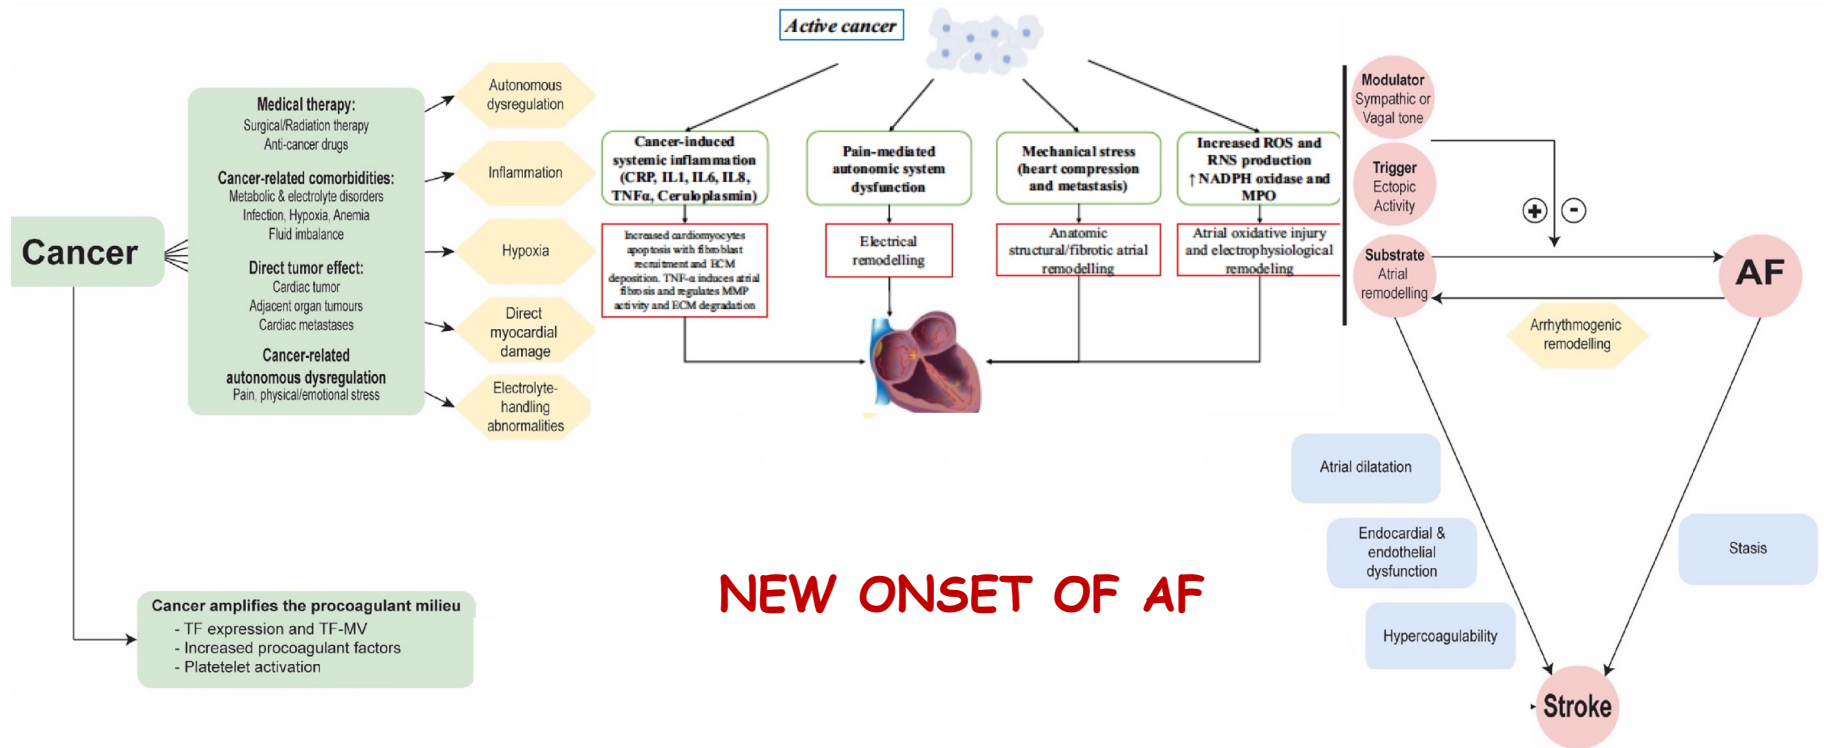 Active cancer
Cancer
Medical therapy:
Surgical/Radiation therapy
Anti-cancer drugs
Cancer-related comorbidities:
Metabolic & electrolyte disorders
Infection, Hypoxia, Anemia
Fluid imbalance
Direct tumor effect:
Cardiac tumor
Adjacent organ tumours
Cardiac metastases
Cancer-related
autonomous dysregulation
Pain, physical/emotional stress
Autonomous
dysregulation
Inflammation
Hypoxia
Direct
myocardial
damage
Electrolyte-
handling
abnormalities
Cancer-induced
systemic inflammation
(CRP, IL1, IL6, IL8,
TNFα, Ceruloplasmin)
Increased cardiomyocytes
apoptosis with fibroblast
recruitment and ECM
deposition. TNF-α induces atrial
fibrosis and regulates MMP
activity and ECM degradation
Pain-mediated
autonomic system
dysfunction
Electrical
remodelling
Mechanical stress
(heart compression
and metastasis)
Anatomic
structural/fibrotic atrial
remodelling
Increased ROS and
RNS production
↑ NADPH oxidase and
MPO
Atrial oxidative injury
and electrophysiological
remodeling
Modulator
Sympathic or
Vagal tone
Trigger
Ectopic
Activity
Substrate
Atrial
remodelling
+ -
AF
Arrhythmogenic
remodelling
Atrial dilatation
Endocardial &
endothelial
dysfunction
Hypercoagulability
Stasis
Stroke
NEW ONSET OF AF
Cancer amplifies the procoagulant milieu
- TF expression and TF-MV
- Increased procoagulant factors
- Platetelet activation